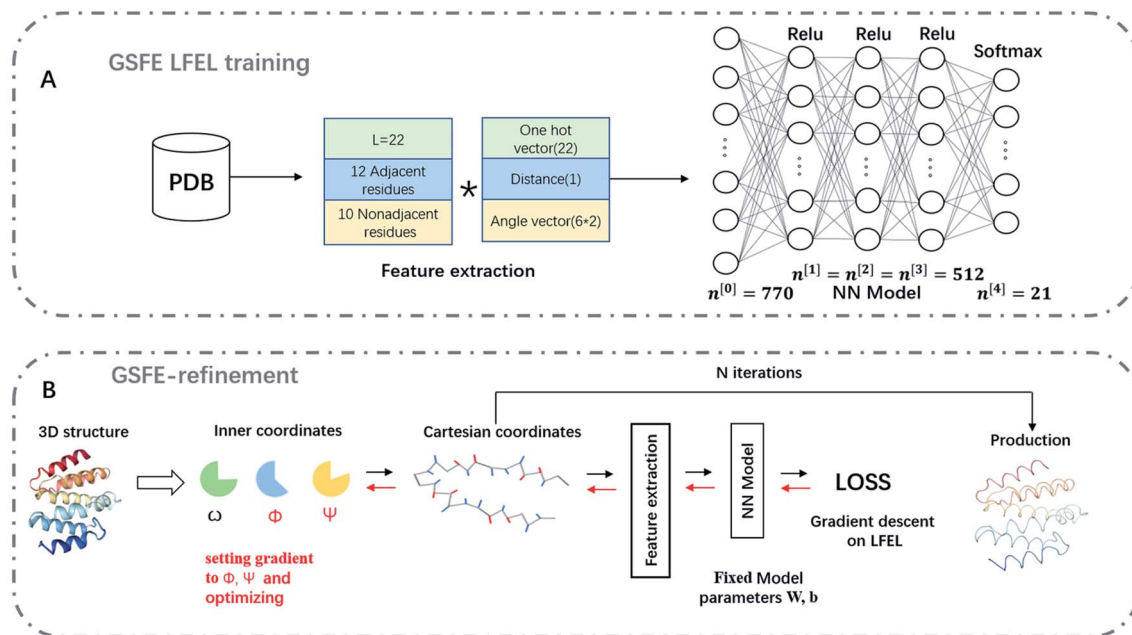 A
GSFE LFEL training
PDB
L=22
12 Adjacent
residues
10 Nonadjacent
residues
*
One hot
vector(22)
Distance(1)
Angle vector(6*2)
Feature extraction
Relu
Relu
Relu
Softmax
n^[1] = n^[2] = n^[3] = 512
n^[0] = 770
NN Model
n^[4] = 21
B
GSFE-refinement
N iterations
3D structure
Inner coordinates
Cartesian coordinates
Production
ω
Φ
Ψ
setting gradient
to Φ, Ψ and
optimizing
Feature extraction
NN Model
LOSS
Gradient descent
on LFEL
Fixed Model
parameters W, b